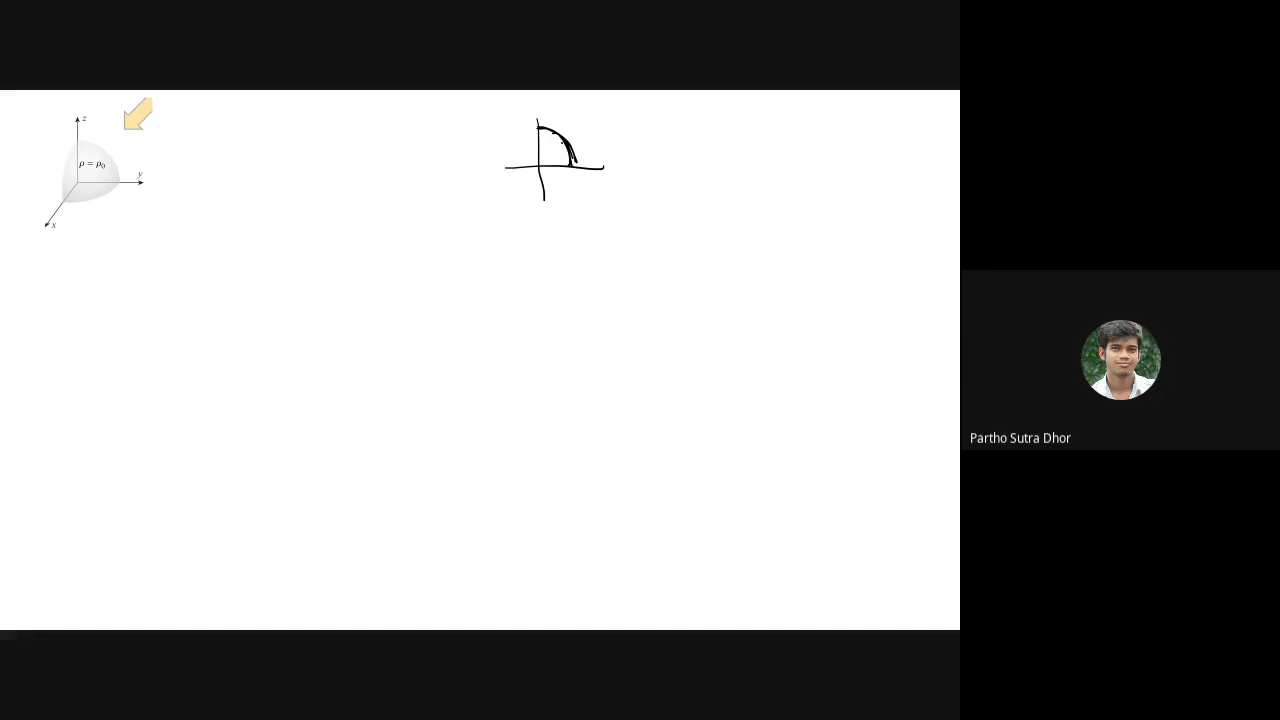 z
ρ = ρ₀
y
x
Partho Sutra Dhor